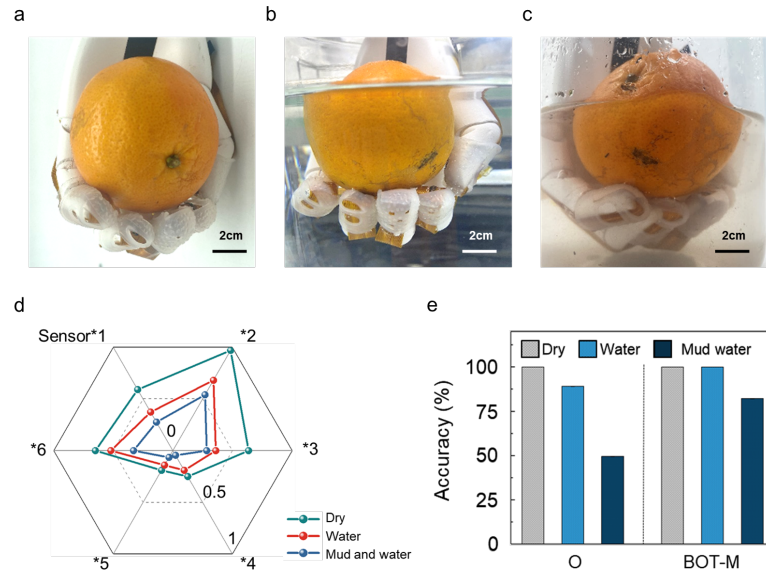 a
b
c
2cm
2cm
2cm
d
e
Sensor*1
*2
*3
*4
*5
*6
0
0.5
1
Dry
Water
Mud and water
Dry Water Mud water
Accuracy (%)
100
75
50
25
0
O BOT-M